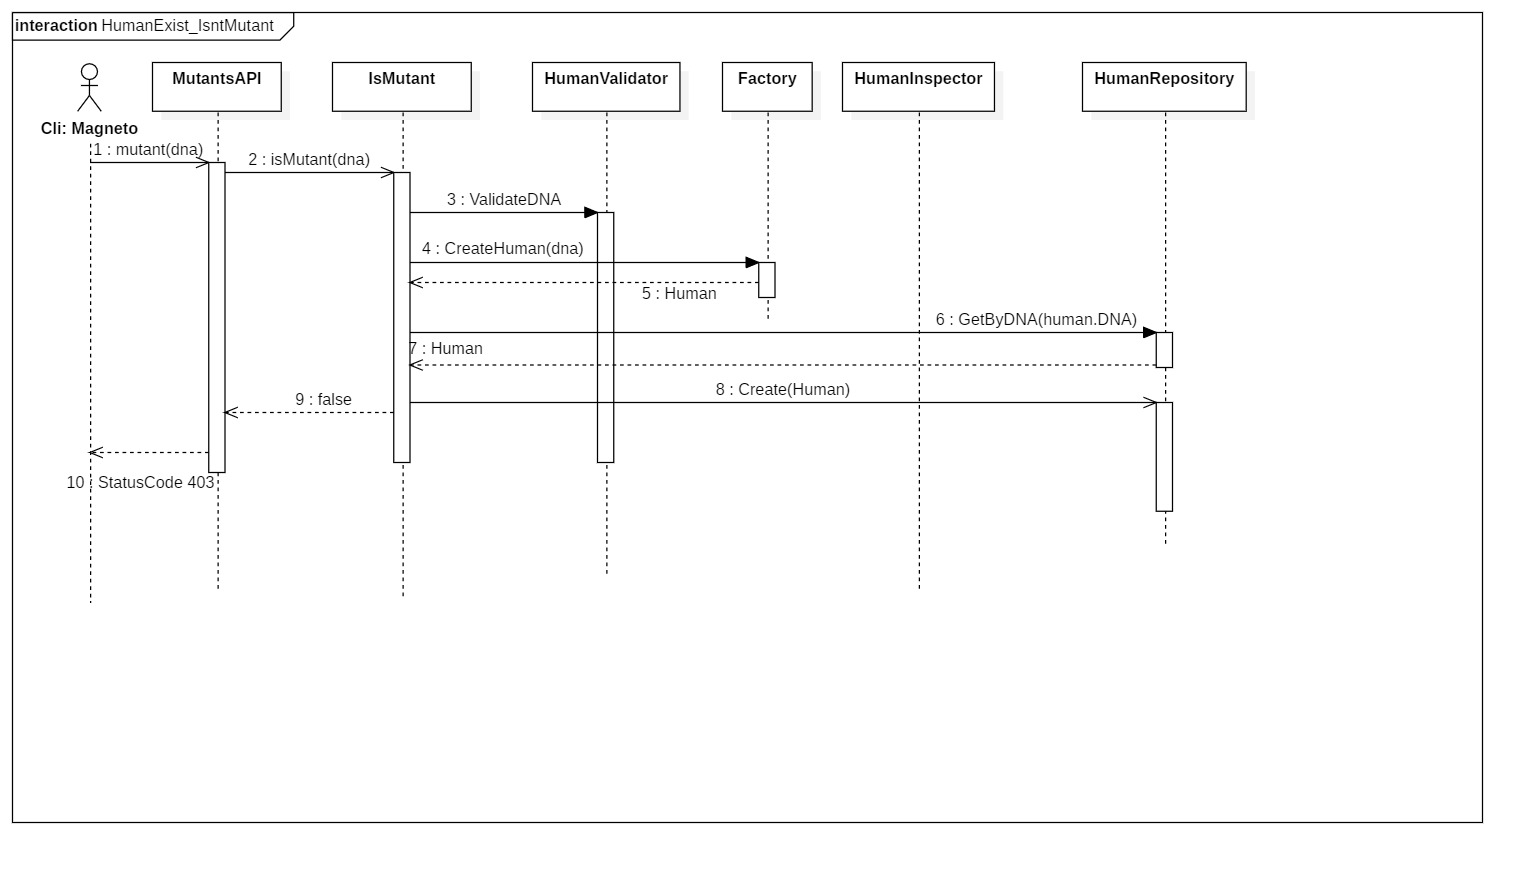 interaction HumanExist_IsntMutant
MutantsAPI
IsMutant
HumanValidator
Factory
HumanInspector
HumanRepository
Cli: Magneto
1 : mutant(dna)
2 : isMutant(dna)
3 : ValidateDNA
4 : CreateHuman(dna)
5 : Human
6 : GetByDNA(human.DNA)
7 : Human
8 : Create(Human)
9 : false
10 : StatusCode 403